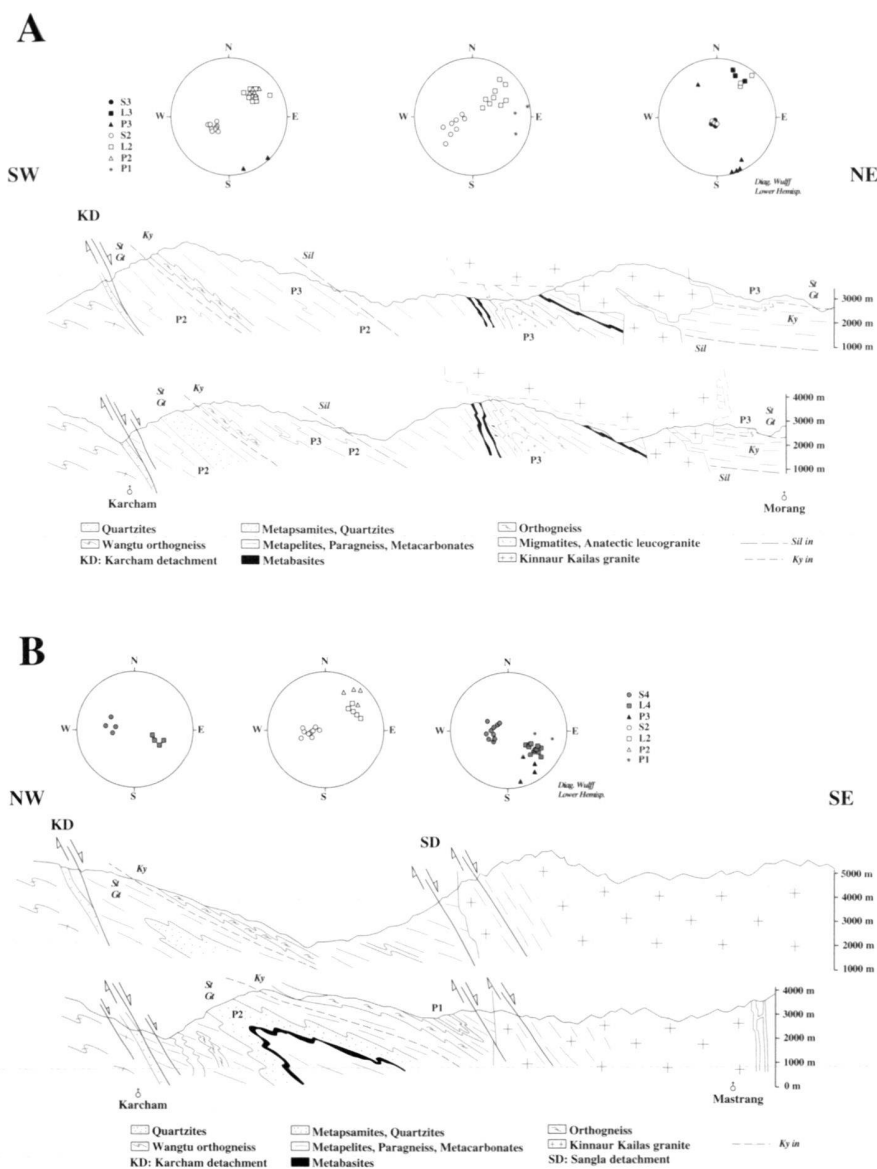 A
N
N
N
S3
L3
P3
S2
L2
P2
P1
W
E
W
E
W
E
S
S
S
Diag. Wulff
Lower Hemisp.
SW
NE
KD
St
Gt
Ky
Sil
P3
P2
P2
P3
P3
St
Gt
Ky
Sil
3000 m
2000 m
1000 m
St
Gt
Ky
Sil
P2
P3
P2
P3
P3
St
Gt
Ky
Sil
4000 m
3000 m
2000 m
1000 m
Karcham
Morang
Quartzites
Metapsamites, Quartzites
Orthogneiss
Wangtu orthogneiss
Metapelites, Paragneiss, Metacarbonates
Migmatites, Anatectic leucogranite
Sil in
KD: Karcham detachment
Metabasites
Kinnaur Kailas granite
Ky in
B
N
N
N
W
E
W
E
W
E
S
S
S
S4
L4
P3
S2
L2
P2
P1
Diag. Wulff
Lower Hemisp.
NW
SE
KD
SD
Ky
St
Gt
5000 m
4000 m
3000 m
2000 m
1000 m
St
Gt
Ky
P2
P1
4000 m
3000 m
2000 m
1000 m
0 m
Karcham
Mastrang
Quartzites
Metapsamites, Quartzites
Orthogneiss
Wangtu orthogneiss
Metapelites, Paragneiss, Metacarbonates
Kinnaur Kailas granite
Ky in
KD: Karcham detachment
Metabasites
SD: Sangla detachment